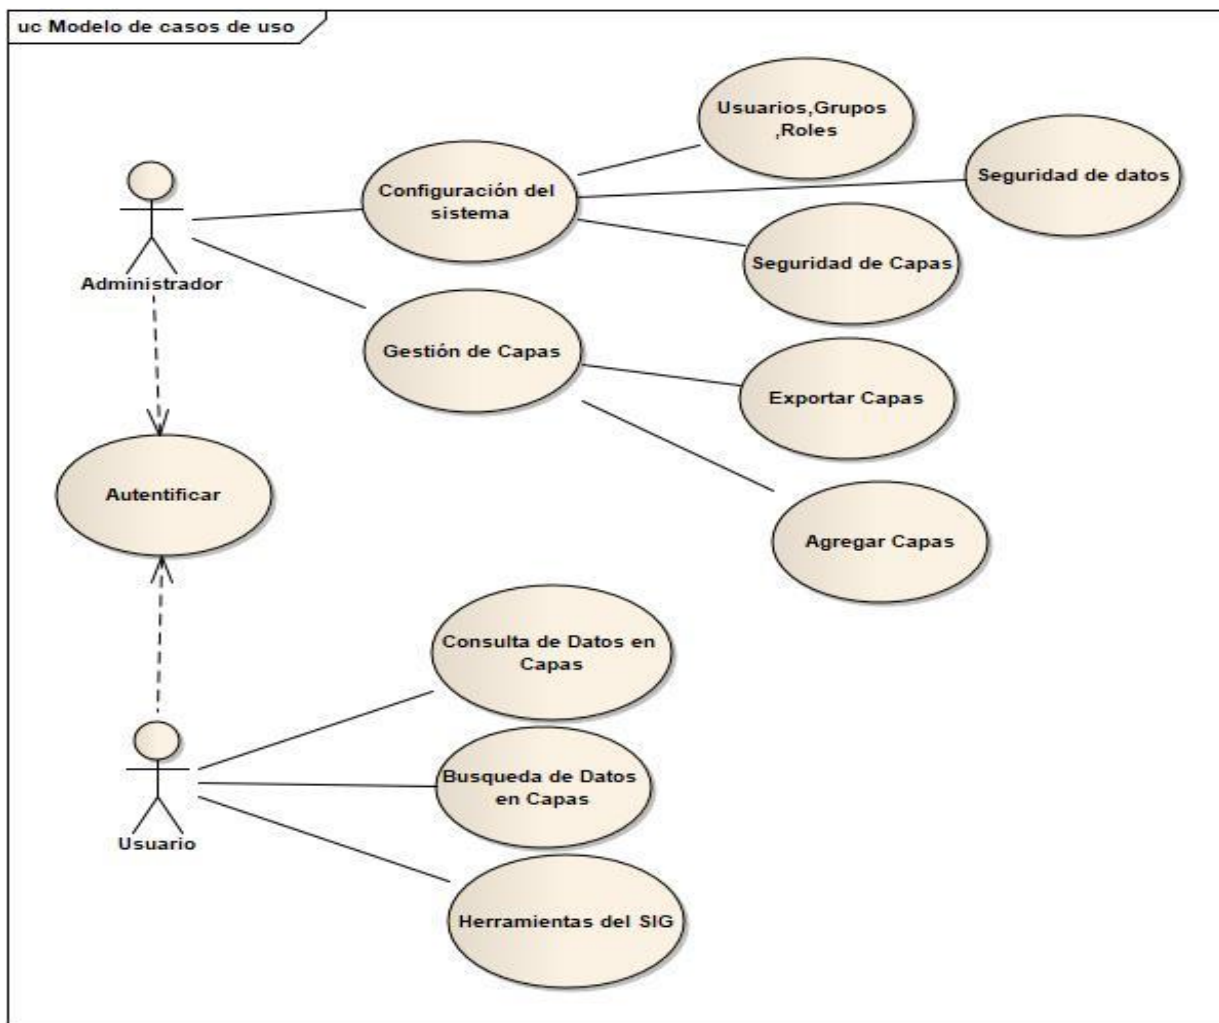 uc Modelo de casos de uso
Usuarios,Grupos
,Roles
Seguridad de datos
Configuración del
sistema
Seguridad de Capas
Administrador
Gestión de Capas
Exportar Capas
Autentificar
Agregar Capas
Consulta de Datos en
Capas
Busqueda de Datos
en Capas
Usuario
Herramientas del SIG